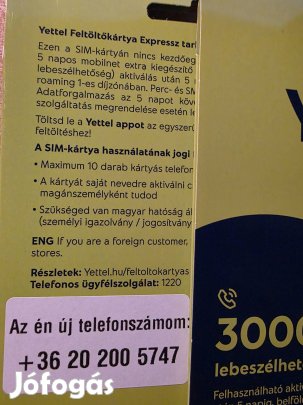 Yettel Feltöltőkártya Expressz
Ezen a SIM-kártyán nincs kezdőeg
5 napos mobilnet extra kiegészítő
lebeszélhetőség) aktiválás után 5
roaming 1-es díjzónában. Perc- és SM
Adatforgalmazás az 5 napot köve
szolgáltatás megrendelése esetén le
Töltsd le a Yettel appot az egyszerű
feltöltéshez!
A SIM-kártya használatának jogi f
• Maximum 10 darab kártyás telefon
• A kártyát saját nevedre aktiválni c
magánszemélyként tudod
• Szükséged van magyar hatóság ál
(személyi igazolvány / jogosítvány
ENG If you are a foreign customer,
stores.
Részletek: Yettel.hu/feltoltokartyas
Telefonos ügyfélszolgálat: 1220
Az én új telefonszámom:
+36 20 200 5747
Y
3000
lebeszélhető
Felhasználható akti
napig, belföl
Jófogás